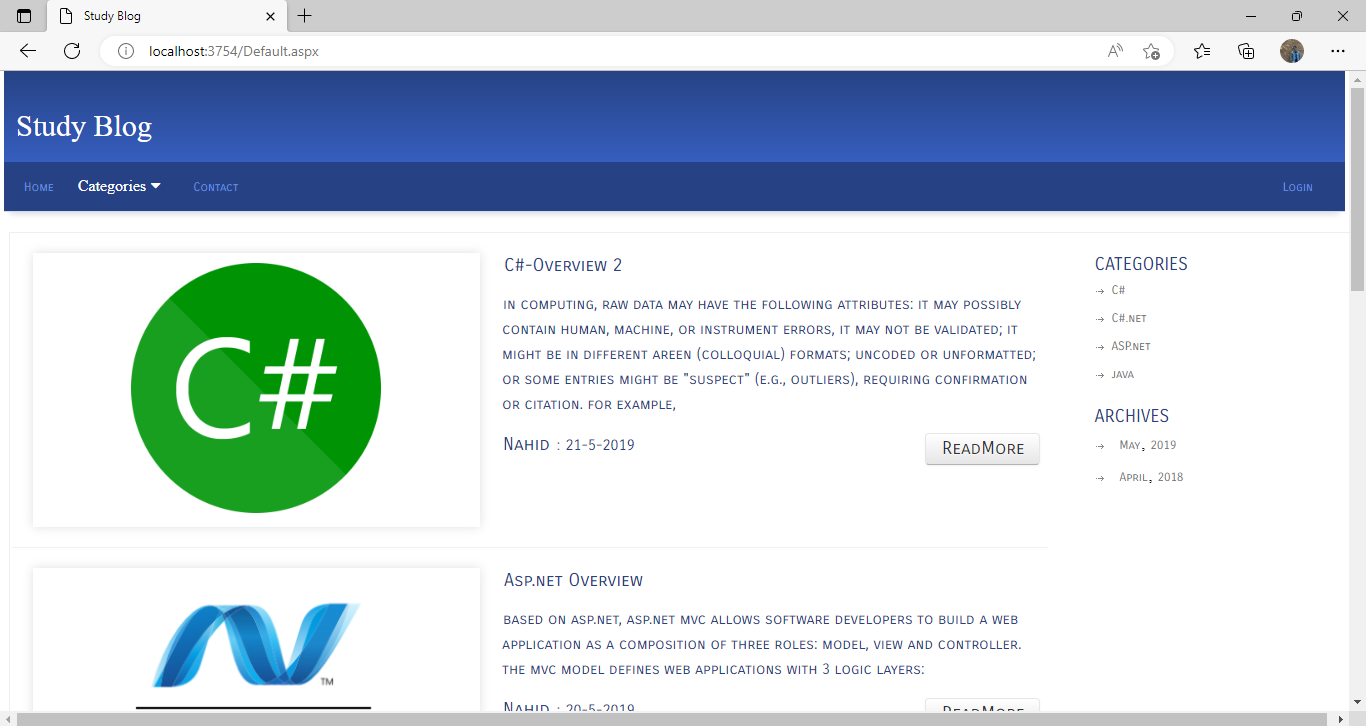 Study Blog
localhost:3754/Default.aspx
Study Blog
Home Categories Contact Login
C#
C#-Overview 2
in computing, raw data may have the following attributes: it may possibly
contain human, machine, or instrument errors, it may not be validated; it
might be in different areen (colloquial) formats; uncoded or unformatted;
or some entries might be "suspect" (e.g., outliers), requiring confirmation
or citation. for example,
Nahid : 21-5-2019 ReadMore
CATEGORIES
C#
C#.net
ASP.net
java
ARCHIVES
May, 2019
April, 2018
TM
Asp.net Overview
based on asp.net, asp.net mvc allows software developers to build a web
application as a composition of three roles: model, view and controller.
the mvc model defines web applications with 3 logic layers:
Nahid : 20-5-2019 ReadMore